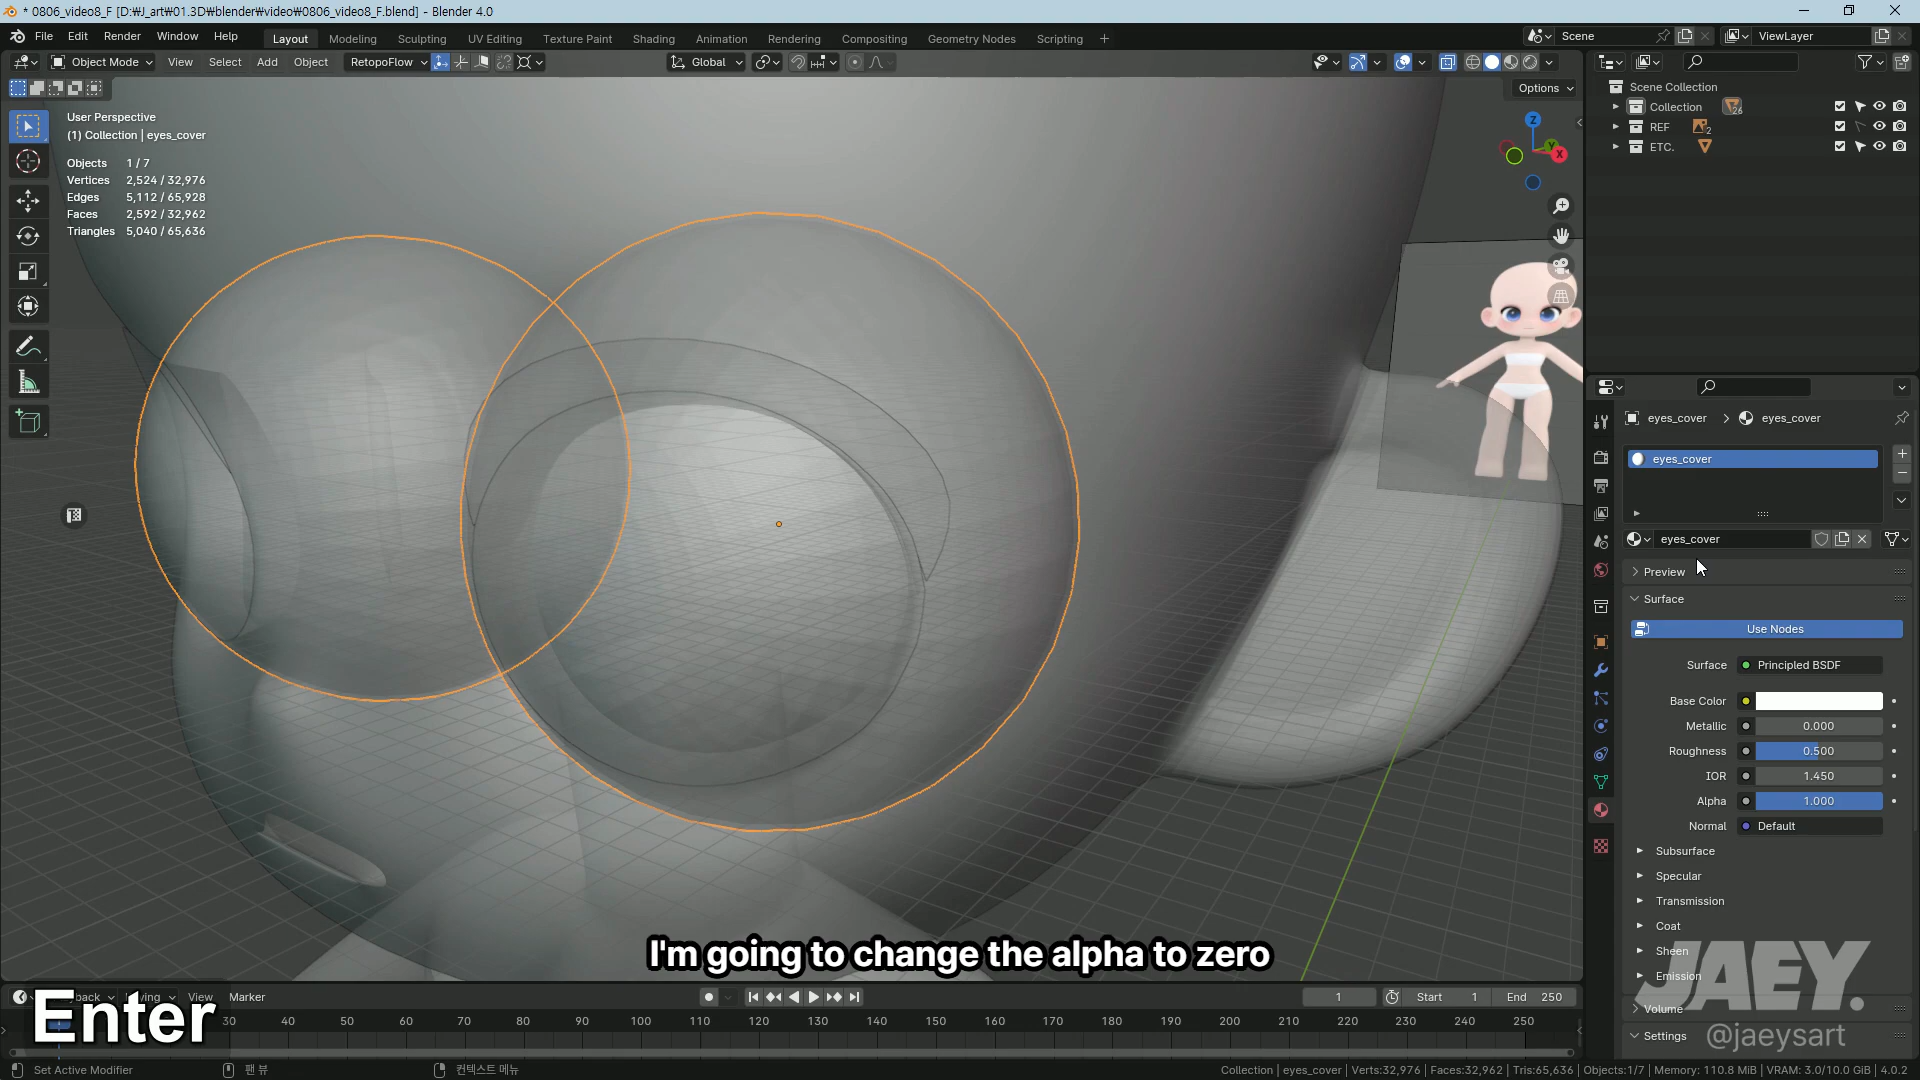 * 0806_video8_F [D:₩J_art₩01.3D₩blender₩video₩0806_video8_F.blend] - Blender 4.0
File Edit Render Window Help
Layout Modeling Sculpting UV Editing Texture Paint Shading Animation Rendering Compositing Geometry Nodes Scripting +
Scene
ViewLayer
Object Mode View Select Add Object RetopoFlow
Global
Options
User Perspective
(1) Collection | eyes_cover
Objects 1 / 7
Vertices 2,524 / 32,976
Edges 5,112 / 65,928
Faces 2,592 / 32,962
Triangles 5,040 / 65,636
Z
Y
X
Scene Collection
Collection 26
REF 2
ETC.
eyes_cover > eyes_cover
eyes_cover
eyes_cover
Preview
Surface
Use Nodes
Surface Principled BSDF
Base Color
Metallic 0.000
Roughness 0.500
IOR 1.450
Alpha 1.000
Normal Default
Subsurface
Specular
Transmission
Coat
Sheen
Emission
Volume
Settings
JAEY.
@jaeysart
I'm going to change the alpha to zero
Enter
View Marker
1
Start 1
End 250
30 40 50 60 70 80 90 100 110 120 130 140 150 160 170 180 190 200 210 220 230 240 250
Set Active Modifier
팬 뷰
컨텍스트 메뉴
Collection | eyes_cover | Verts:32,976 | Faces:32,962 | Tris:65,636 | Objects:1/7 | Memory: 110.8 MiB | VRAM: 3.0/10.0 GiB | 4.0.2